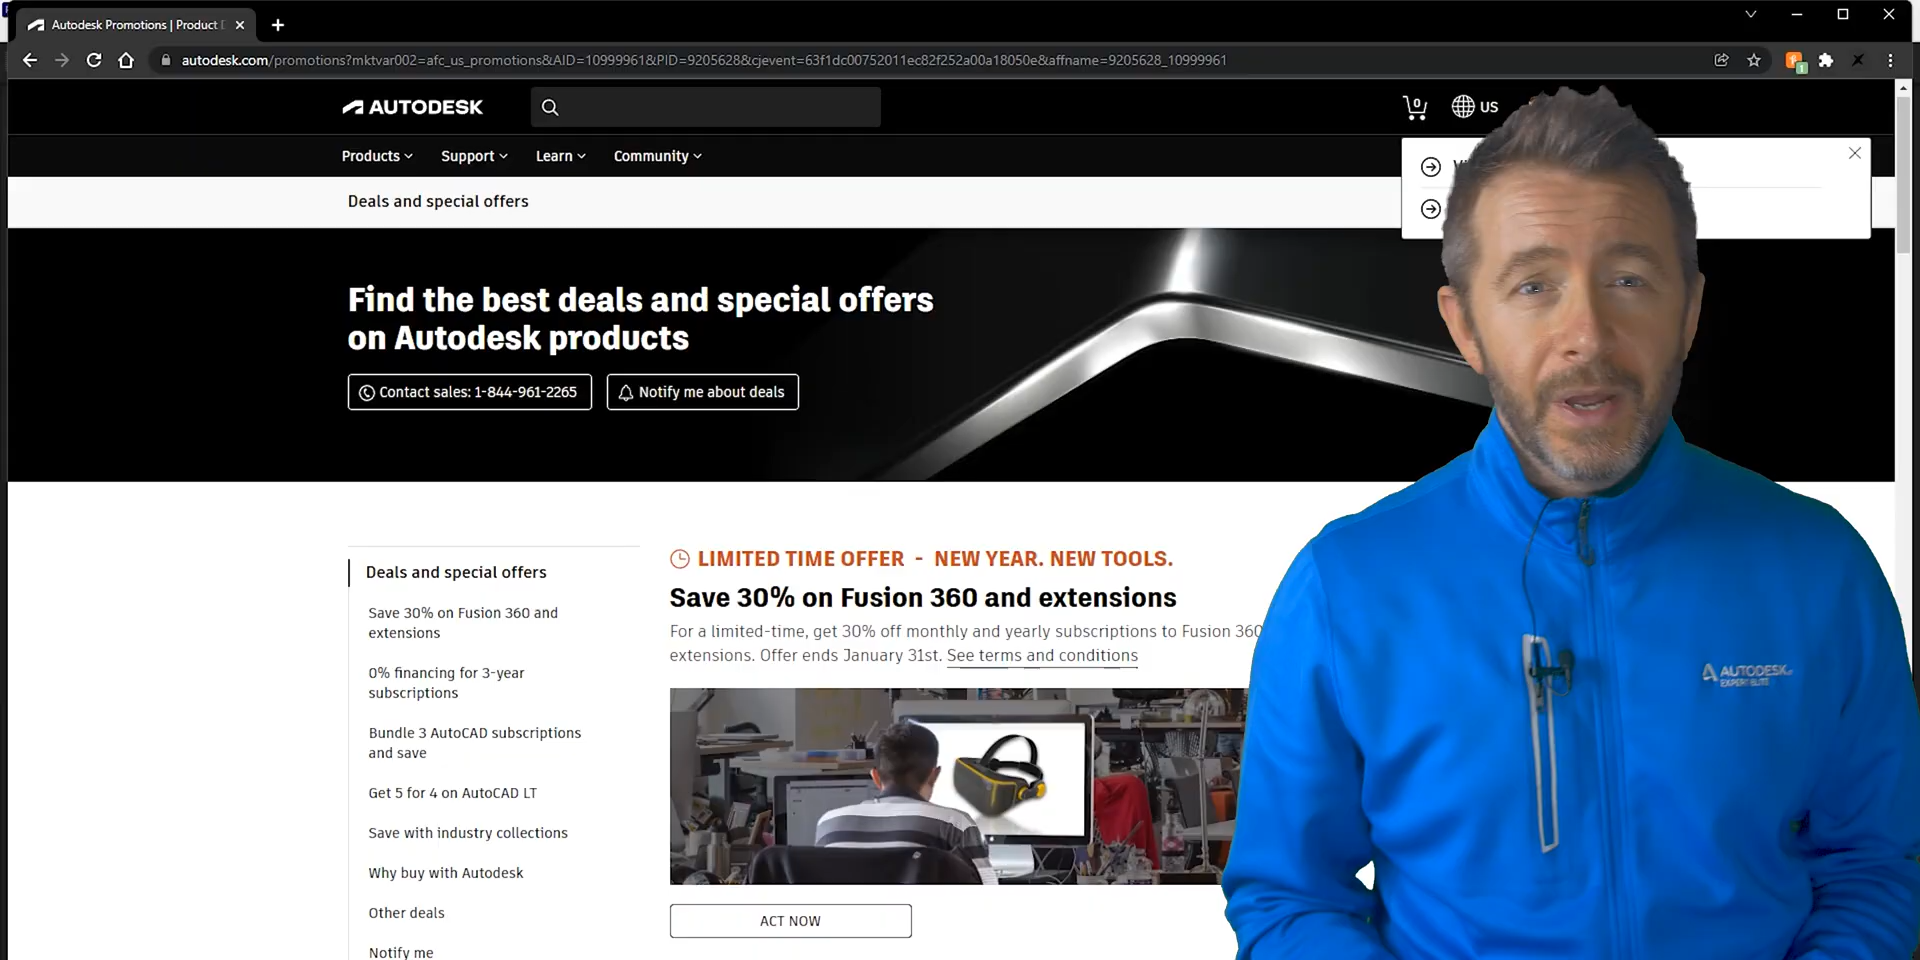 Autodesk Promotions | Product
autodesk.com/promotions?mktvar002=afc_us_promotions&AID=10999961&PID=9205628&cjevent=63f1dc00752011ec82f252a00a18050e&affname=9205628_10999961
1
AUTODESK
0
US
Products
Support
Learn
Community
Deals and special offers
Find the best deals and special offers
on Autodesk products
Contact sales: 1-844-961-2265
Notify me about deals
Deals and special offers
Save 30% on Fusion 360 and
extensions
0% financing for 3-year
subscriptions
Bundle 3 AutoCAD subscriptions
and save
Get 5 for 4 on AutoCAD LT
Save with industry collections
Why buy with Autodesk
Other deals
Notify me
LIMITED TIME OFFER - NEW YEAR. NEW TOOLS.
Save 30% on Fusion 360 and extensions
For a limited-time, get 30% off monthly and yearly subscriptions to Fusion 360
extensions. Offer ends January 31st. See terms and conditions
ACT NOW
AUTODESK
EXPERT ELITE